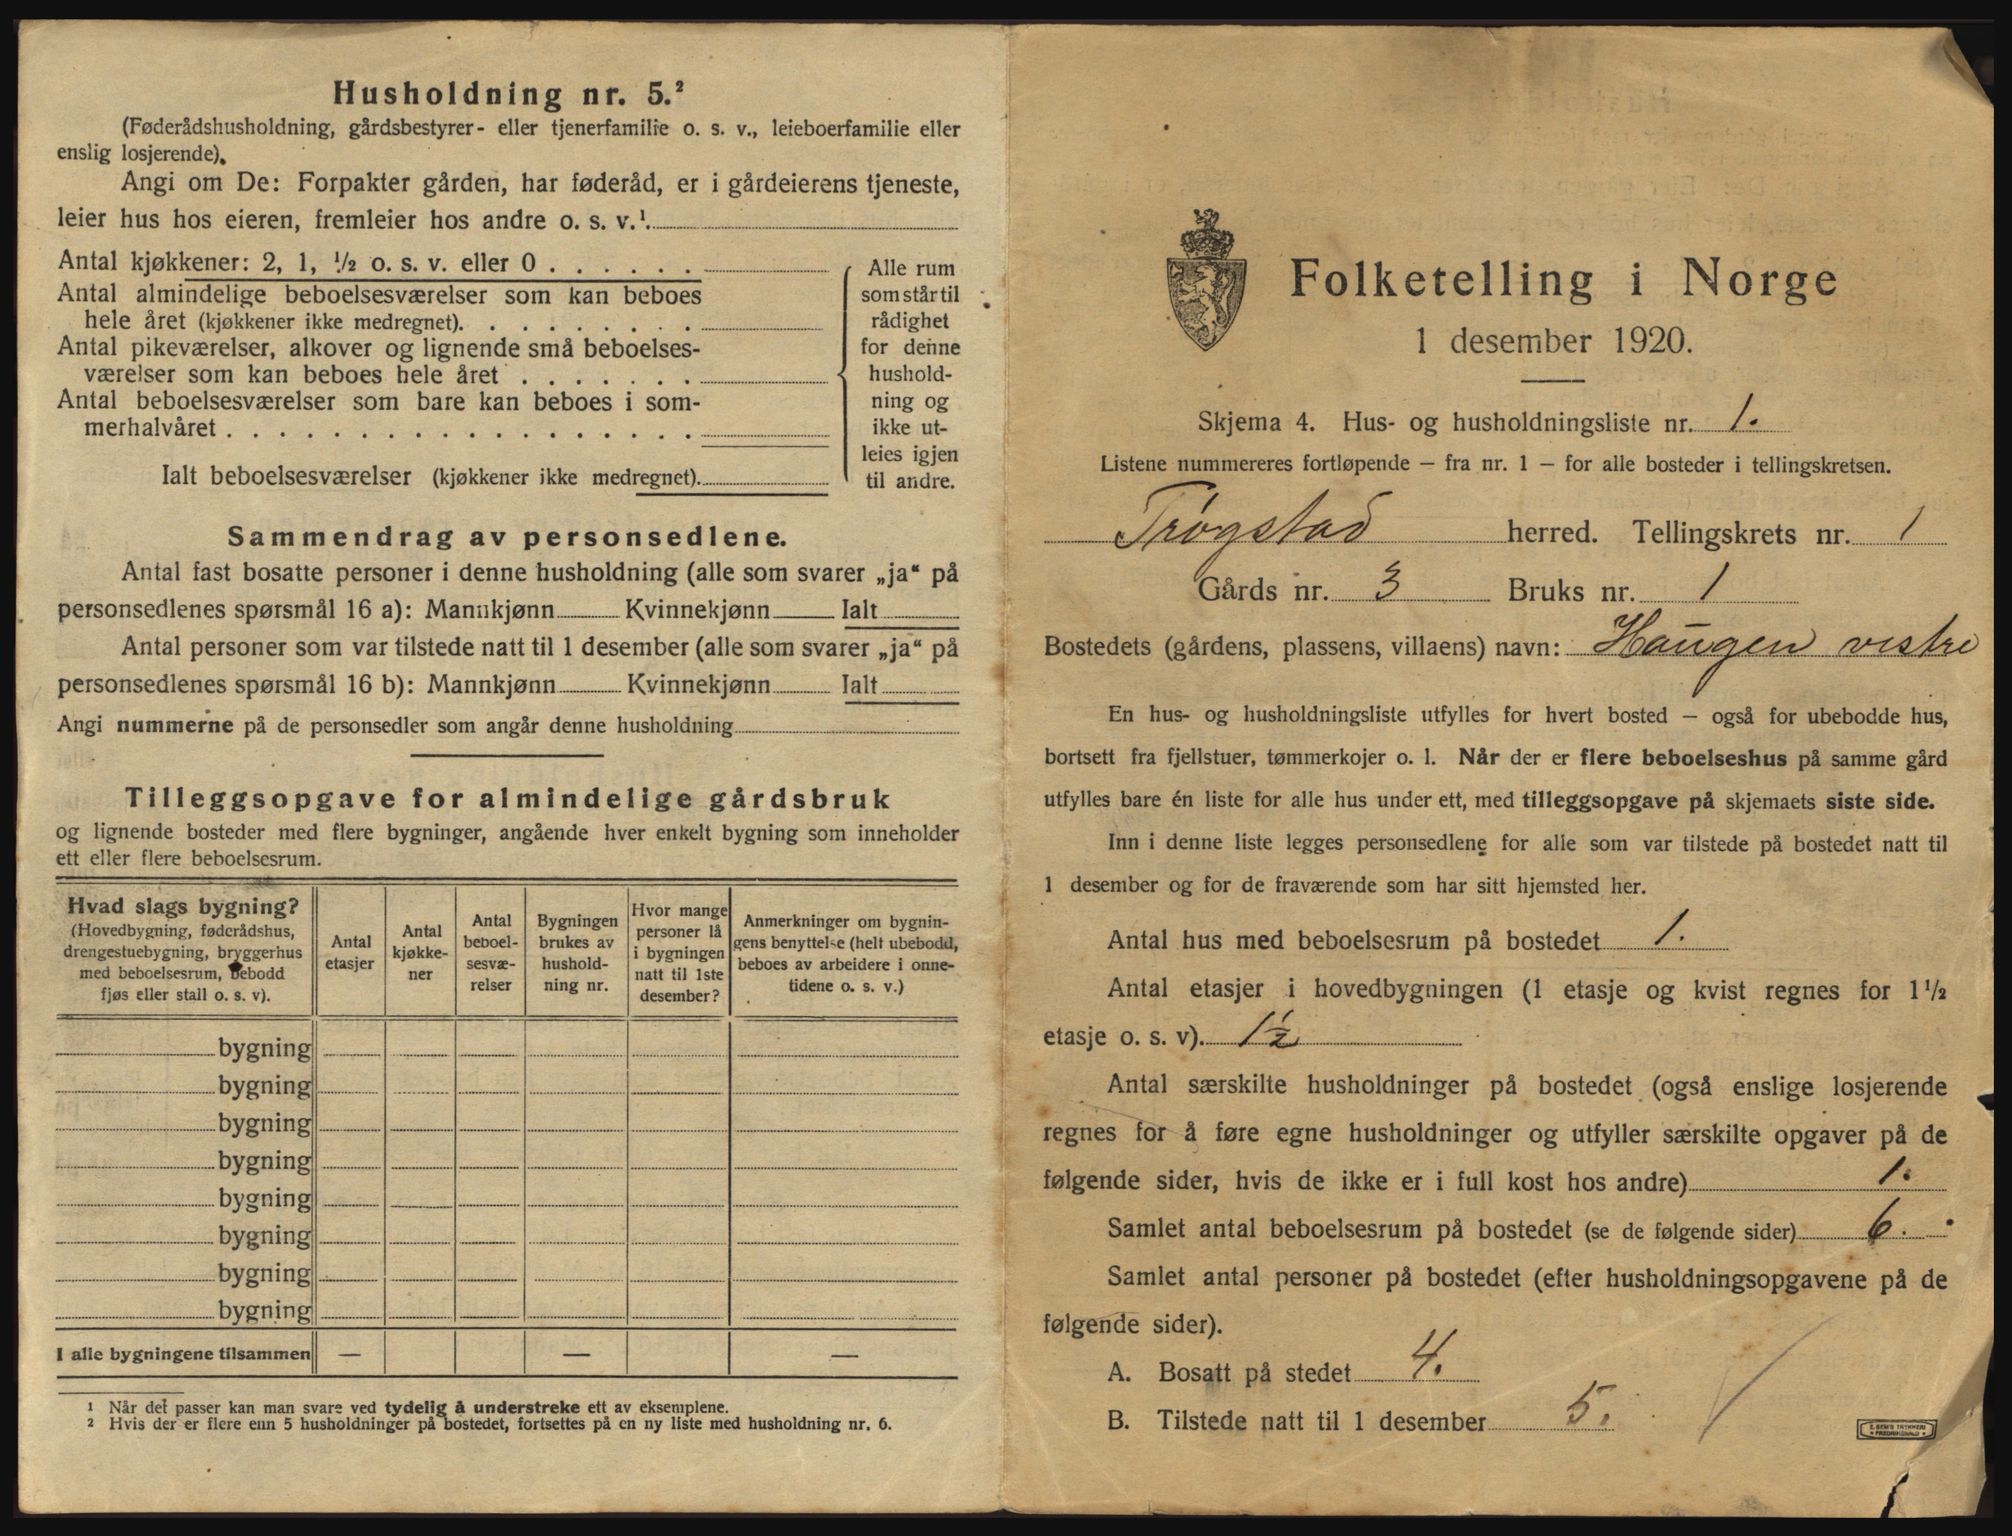 Husholdning nr. 5.²
(Føderådshusholdning, gårdsbestyrer- eller tjenerfamilie o. s. v., leieboerfamilie eller
enslig losjerende).
Angi om De: Forpakter gården, har føderåd, er i gårdeierens tjeneste,
leier hus hos eieren, fremleier hos andre o. s. v.¹.
Antal kjøkkener: 2, 1, ½ o. s. v. eller 0 . . . . . .
Antal almindelige beboelsesværelser som kan beboes
hele året (kjøkkener ikke medregnet). . . . . . . . .
Antal pikeværelser, alkover og lignende små beboelses-
værelser som kan beboes hele året . . . . . . .
Antal beboelsesværelser som bare kan beboes i som-
merhalvåret . . . . . . . . . . . . . . . . . .
Ialt beboelsesværelser (kjøkkener ikke medregnet).
Alle rum
som står til
rådighet
for denne
hushold-
ning og
ikke ut-
leies igjen
til andre.
Sammendrag av personsedlene.
Antal fast bosatte personer i denne husholdning (alle som svarer „ja“ på
personsedlenes spørsmål 16 a): Mannkjønn Kvinnekjønn Ialt
Antal personer som var tilstede natt til 1 desember (alle som svarer „ja“ på
personsedlenes spørsmål 16 b): Mannkjønn Kvinnekjønn Ialt
Angi nummerne på de personsedler som angår denne husholdning
Tilleggsopgave for almindelige gårdsbruk
og lignende bosteder med flere bygninger, angående hver enkelt bygning som inneholder
ett eller flere beboelsesrum.
Hvad slags bygning?
(Hovedbygning, føderådshus,
drengestuebygning, bryggerhus
med beboelsesrum, bebodd
fjøs eller stall o. s. v).
Antal
etasjer
Antal
kjøkke-
ner
Antal
beboel-
sesvæ-
relser
Bygningen
brukes av
hushold-
ning nr.
Hvor mange
personer lå
i bygningen
natt til 1ste
desember?
Anmerkninger om bygnin-
gens benyttelse (helt ubebodd,
beboes av arbeidere i onne-
tidene o. s. v.)
bygning
bygning
bygning
bygning
bygning
bygning
bygning
bygning
I alle bygningene tilsammen — — —
¹ Når det passer kan man svare ved tydelig å understreke ett av eksemplene.
² Hvis der er flere enn 5 husholdninger på bostedet, fortsettes på en ny liste med husholdning nr. 6.
Folketelling i Norge
1 desember 1920.
Skjema 4. Hus- og husholdningsliste nr. 1.
Listene nummereres fortløpende — fra nr. 1 — for alle bosteder i tellingskretsen.
Trøgstad herred. Tellingskrets nr. 1
Gårds nr. 3 Bruks nr. 1
Bostedets (gårdens, plassens, villaens) navn: Haugen vestre
En hus- og husholdningsliste utfylles for hvert bosted — også for ubebodde hus,
bortsett fra fjellstuer, tømmerkojer o. l. Når der er flere beboelseshus på samme gård
utfylles bare én liste for alle hus under ett, med tilleggsopgave på skjemaets siste side.
Inn i denne liste legges personsedlene for alle som var tilstede på bostedet natt til
1 desember og for de fraværende som har sitt hjemsted her.
Antal hus med beboelsesrum på bostedet 1.
Antal etasjer i hovedbygningen (1 etasje og kvist regnes for 1½
etasje o. s. v). 1½
Antal særskilte husholdninger på bostedet (også enslige losjerende
regnes for å føre egne husholdninger og utfyller særskilte opgaver på de
følgende sider, hvis de ikke er i full kost hos andre) 1.
Samlet antal beboelsesrum på bostedet (se de følgende sider) 6.
Samlet antal personer på bostedet (efter husholdningsopgavene på de
følgende sider).
A. Bosatt på stedet 4.
B. Tilstede natt til 1 desember 5.
E. SEM'S TRYKKERI
FREDRIKSHALD